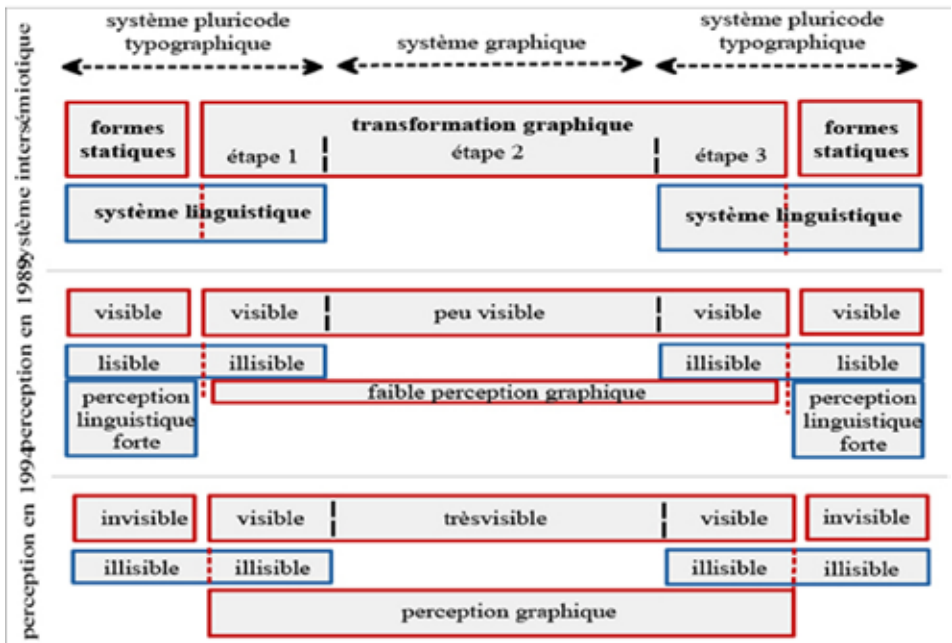 système pluricode
typographique
système graphique
système pluricode
typographique
système intersémiotique
formes
statiques
transformation graphique
étape 1
étape 2
étape 3
formes
statiques
système linguistique
système linguistique
perception en 1989
visible
visible
peu visible
visible
visible
lisible
illisible
illisible
lisible
perception
linguistique
forte
faible perception graphique
perception
linguistique
forte
perception en 1994
invisible
visible
trèsvisible
visible
invisible
illisible
illisible
illisible
illisible
perception graphique